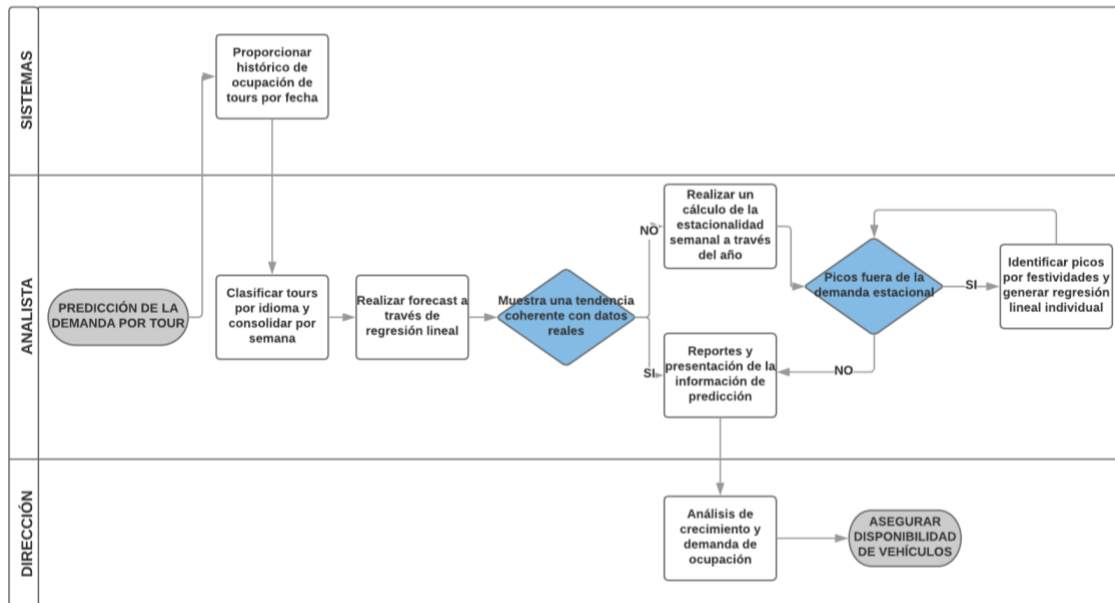 SISTEMAS
Proporcionar
histórico de
ocupación de
tours por fecha
ANALISTA
PREDICCIÓN DE LA
DEMANDA POR TOUR
Clasificar tours
por idioma y
consolidar por
semana
Realizar forecast a
través de
regresión lineal
Muestra una tendencia
coherente con datos
reales
NO
Realizar un
cálculo de la
estacionalidad
semanal a través
del año
Picos fuera de la
demanda estacional
SI
Identificar picos
por festividades y
generar regresión
lineal individual
SI
Reportes y
presentación de la
información de
predicción
NO
DIRECCIÓN
Análisis de
crecimiento y
demanda de
ocupación
ASEGURAR
DISPONIBILIDAD
DE VEHÍCULOS